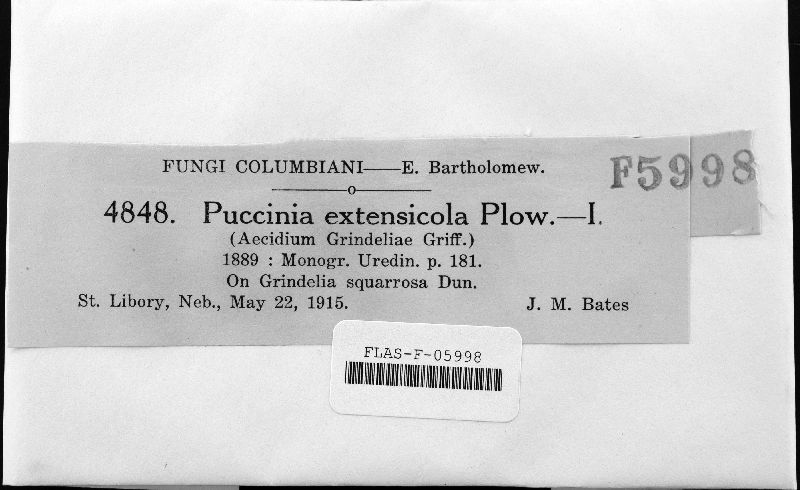 FUNGI COLUMBIANI——E. Bartholomew.
F5998
4848. Puccinia extensicola Plow.—I.
(Aecidium Grindeliae Griff.)
1889 : Monogr. Uredin. p. 181.
On Grindelia squarrosa Dun.
St. Libory, Neb., May 22, 1915. J. M. Bates
FLAS-F-05998